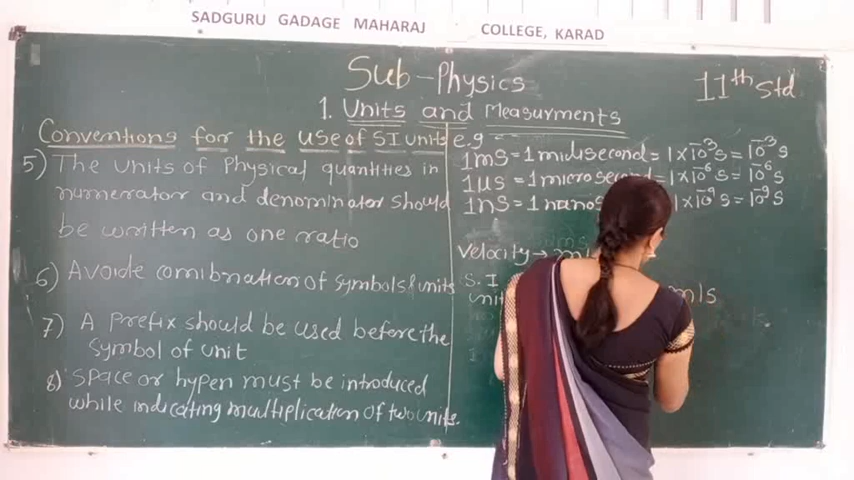 SADGURU GADAGE MAHARAJ COLLEGE, KARAD
Sub-Physics
11th Std
1. Units and Measurments
Conventions for the use of SI units
5) The units of Physical quantities in
numerator and denominator should
be written as one ratio
6) Avoide comibnation of symbols & units
7) A prefix should be used before the
symbol of unit
8) Space or hypen must be introduced
while indicating multiplication of two units.
e.g
1ms = 1 milisecond = 1×10⁻³s = 10⁻³s
1μs = 1 microsecond = 1×10⁻⁶s = 10⁻⁶s
1ns = 1 nanos 1×10⁻⁹s = 10⁻⁹s
Velocity →
S.I
unit m/s